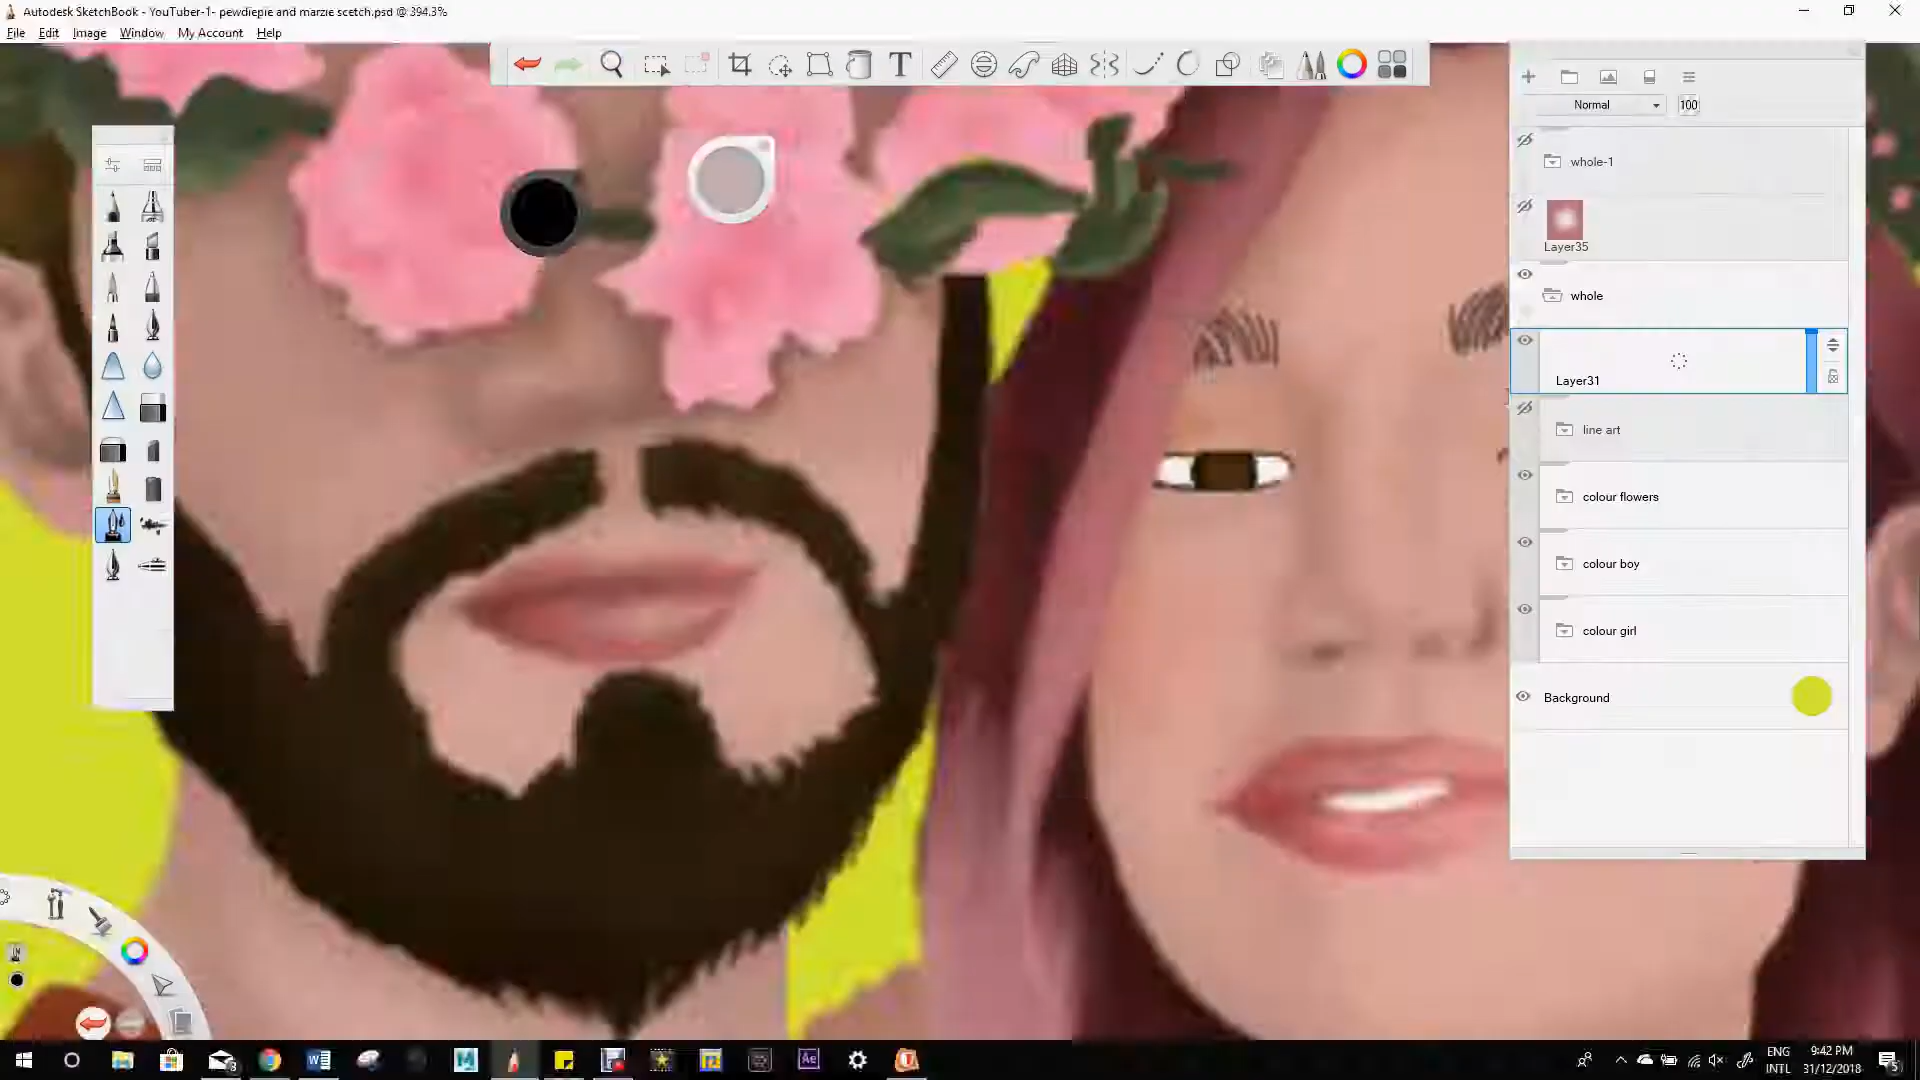 Autodesk SketchBook - YouTuber-1- pewdiepie and marzie scetch.psd @ 394.3%
File Edit Image Window My Account Help
T
Normal 100
whole-1
Layer35
whole
Layer31
line art
colour flowers
colour boy
colour girl
Background
ENG 9:42 PM
INTL 31/12/2018